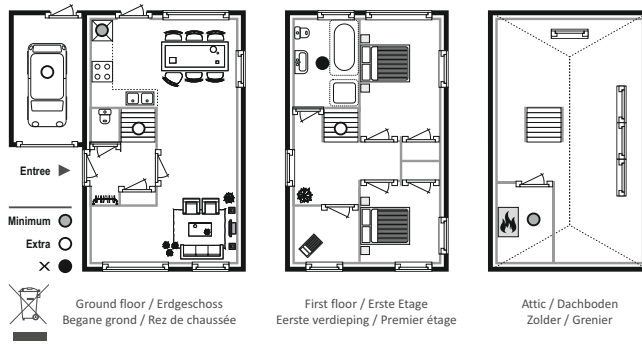 Entree
Minimum
Extra
×
Ground floor / Erdgeschoss
Begane grond / Rez de chaussée
First floor / Erste Etage
Eerste verdieping / Premier étage
Attic / Dachboden
Zolder / Grenier